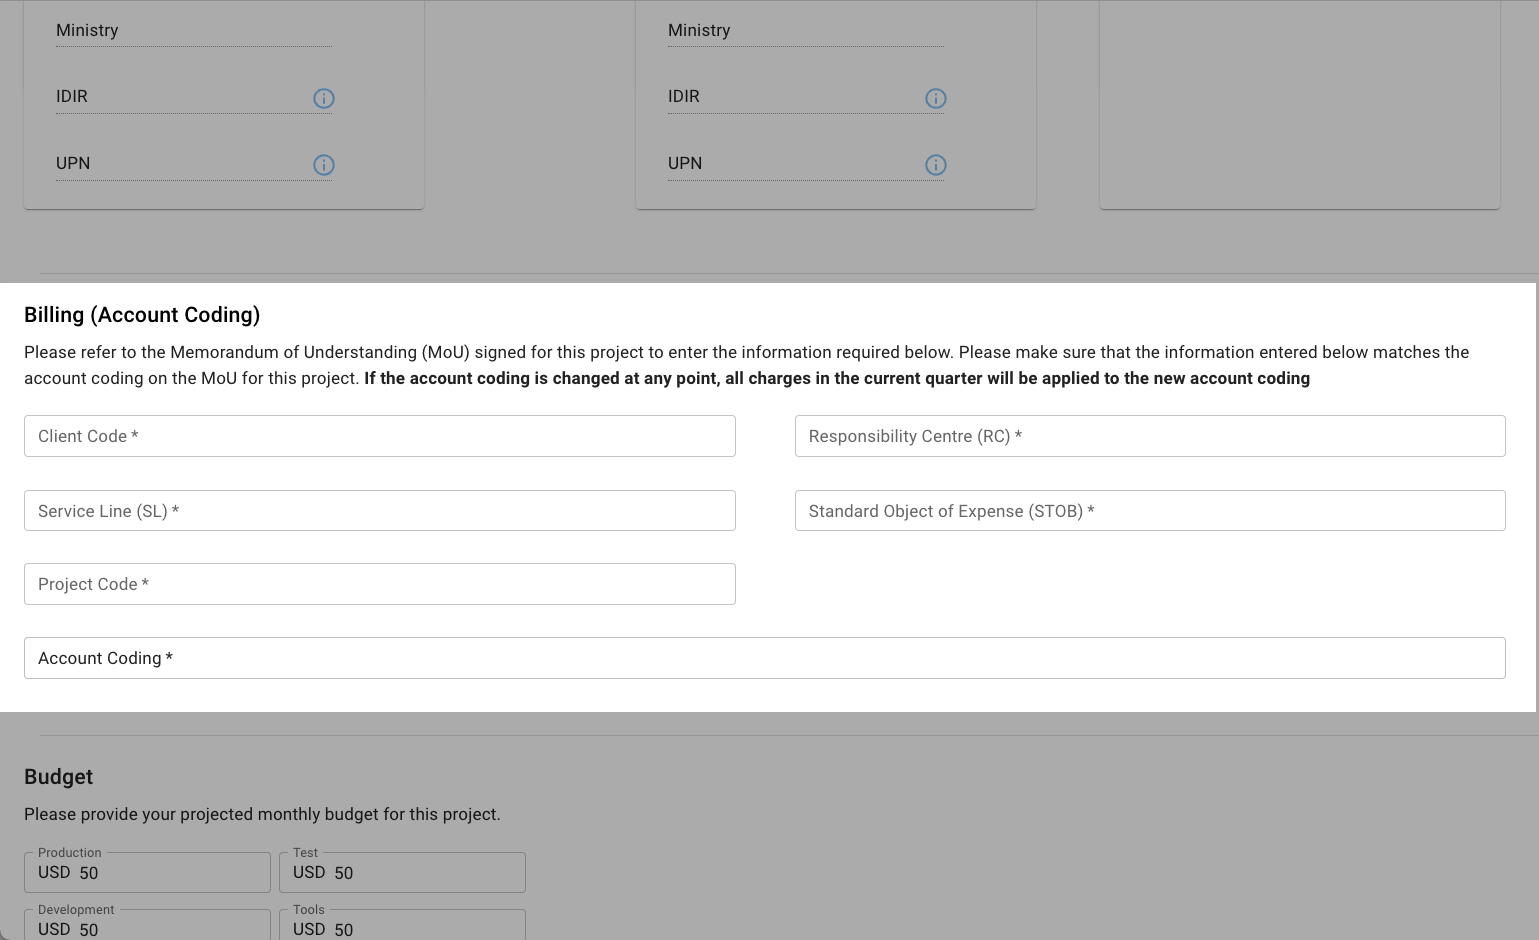 Ministry
Ministry
IDIR
IDIR
UPN
UPN
Billing (Account Coding)
Please refer to the Memorandum of Understanding (MoU) signed for this project to enter the information required below. Please make sure that the information entered below matches the
account coding on the MoU for this project. If the account coding is changed at any point, all charges in the current quarter will be applied to the new account coding
Client Code *
Responsibility Centre (RC) *
Service Line (SL) *
Standard Object of Expense (STOB) *
Project Code *
Account Coding *
Budget
Please provide your projected monthly budget for this project.
Production
USD 50
Test
USD 50
Development
USD 50
Tools
USD 50